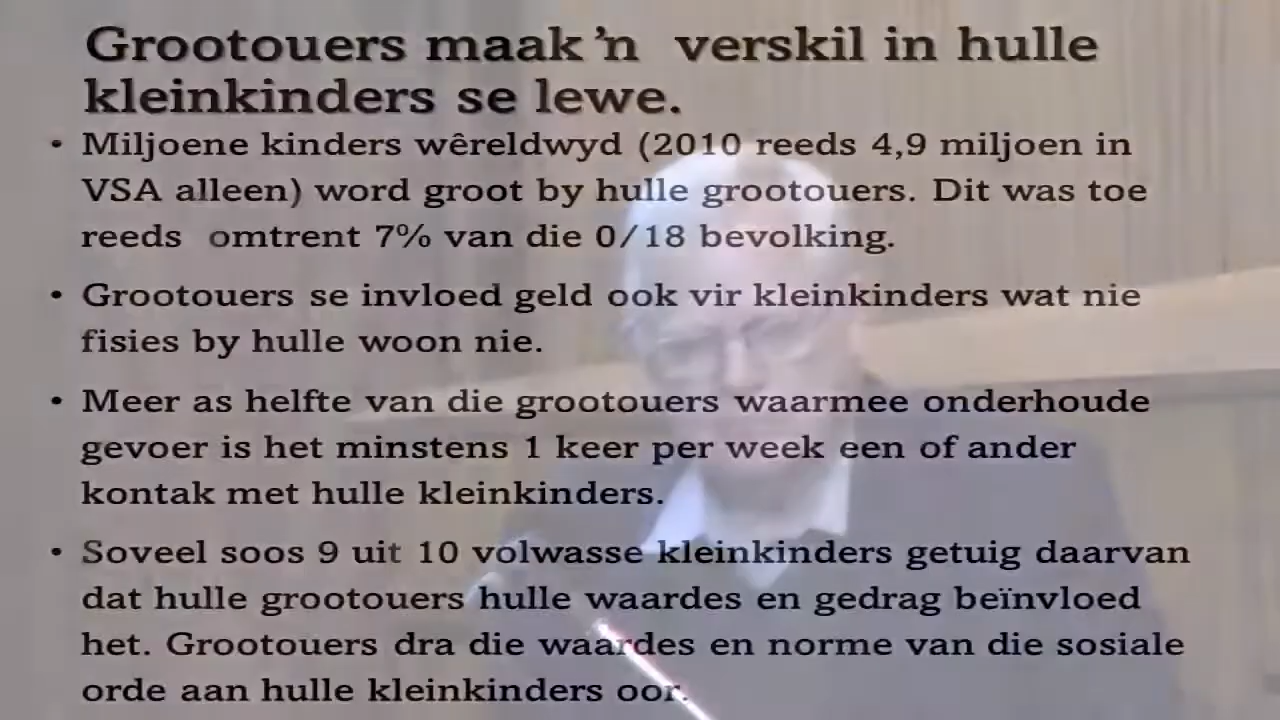 Grootouers maak 'n verskil in hulle
kleinkinders se lewe.
• Miljoene kinders wêreldwyd (2010 reeds 4,9 miljoen in
VSA alleen) word groot by hulle grootouers. Dit was toe
reeds omtrent 7% van die 0/18 bevolking.
• Grootouers se invloed geld ook vir kleinkinders wat nie
fisies by hulle woon nie.
• Meer as helfte van die grootouers waarmee onderhoude
gevoer is het minstens 1 keer per week een of ander
kontak met hulle kleinkinders.
• Soveel soos 9 uit 10 volwasse kleinkinders getuig daarvan
dat hulle grootouers hulle waardes en gedrag beïnvloed
het. Grootouers dra die waardes en norme van die sosiale
orde aan hulle kleinkinders oor.